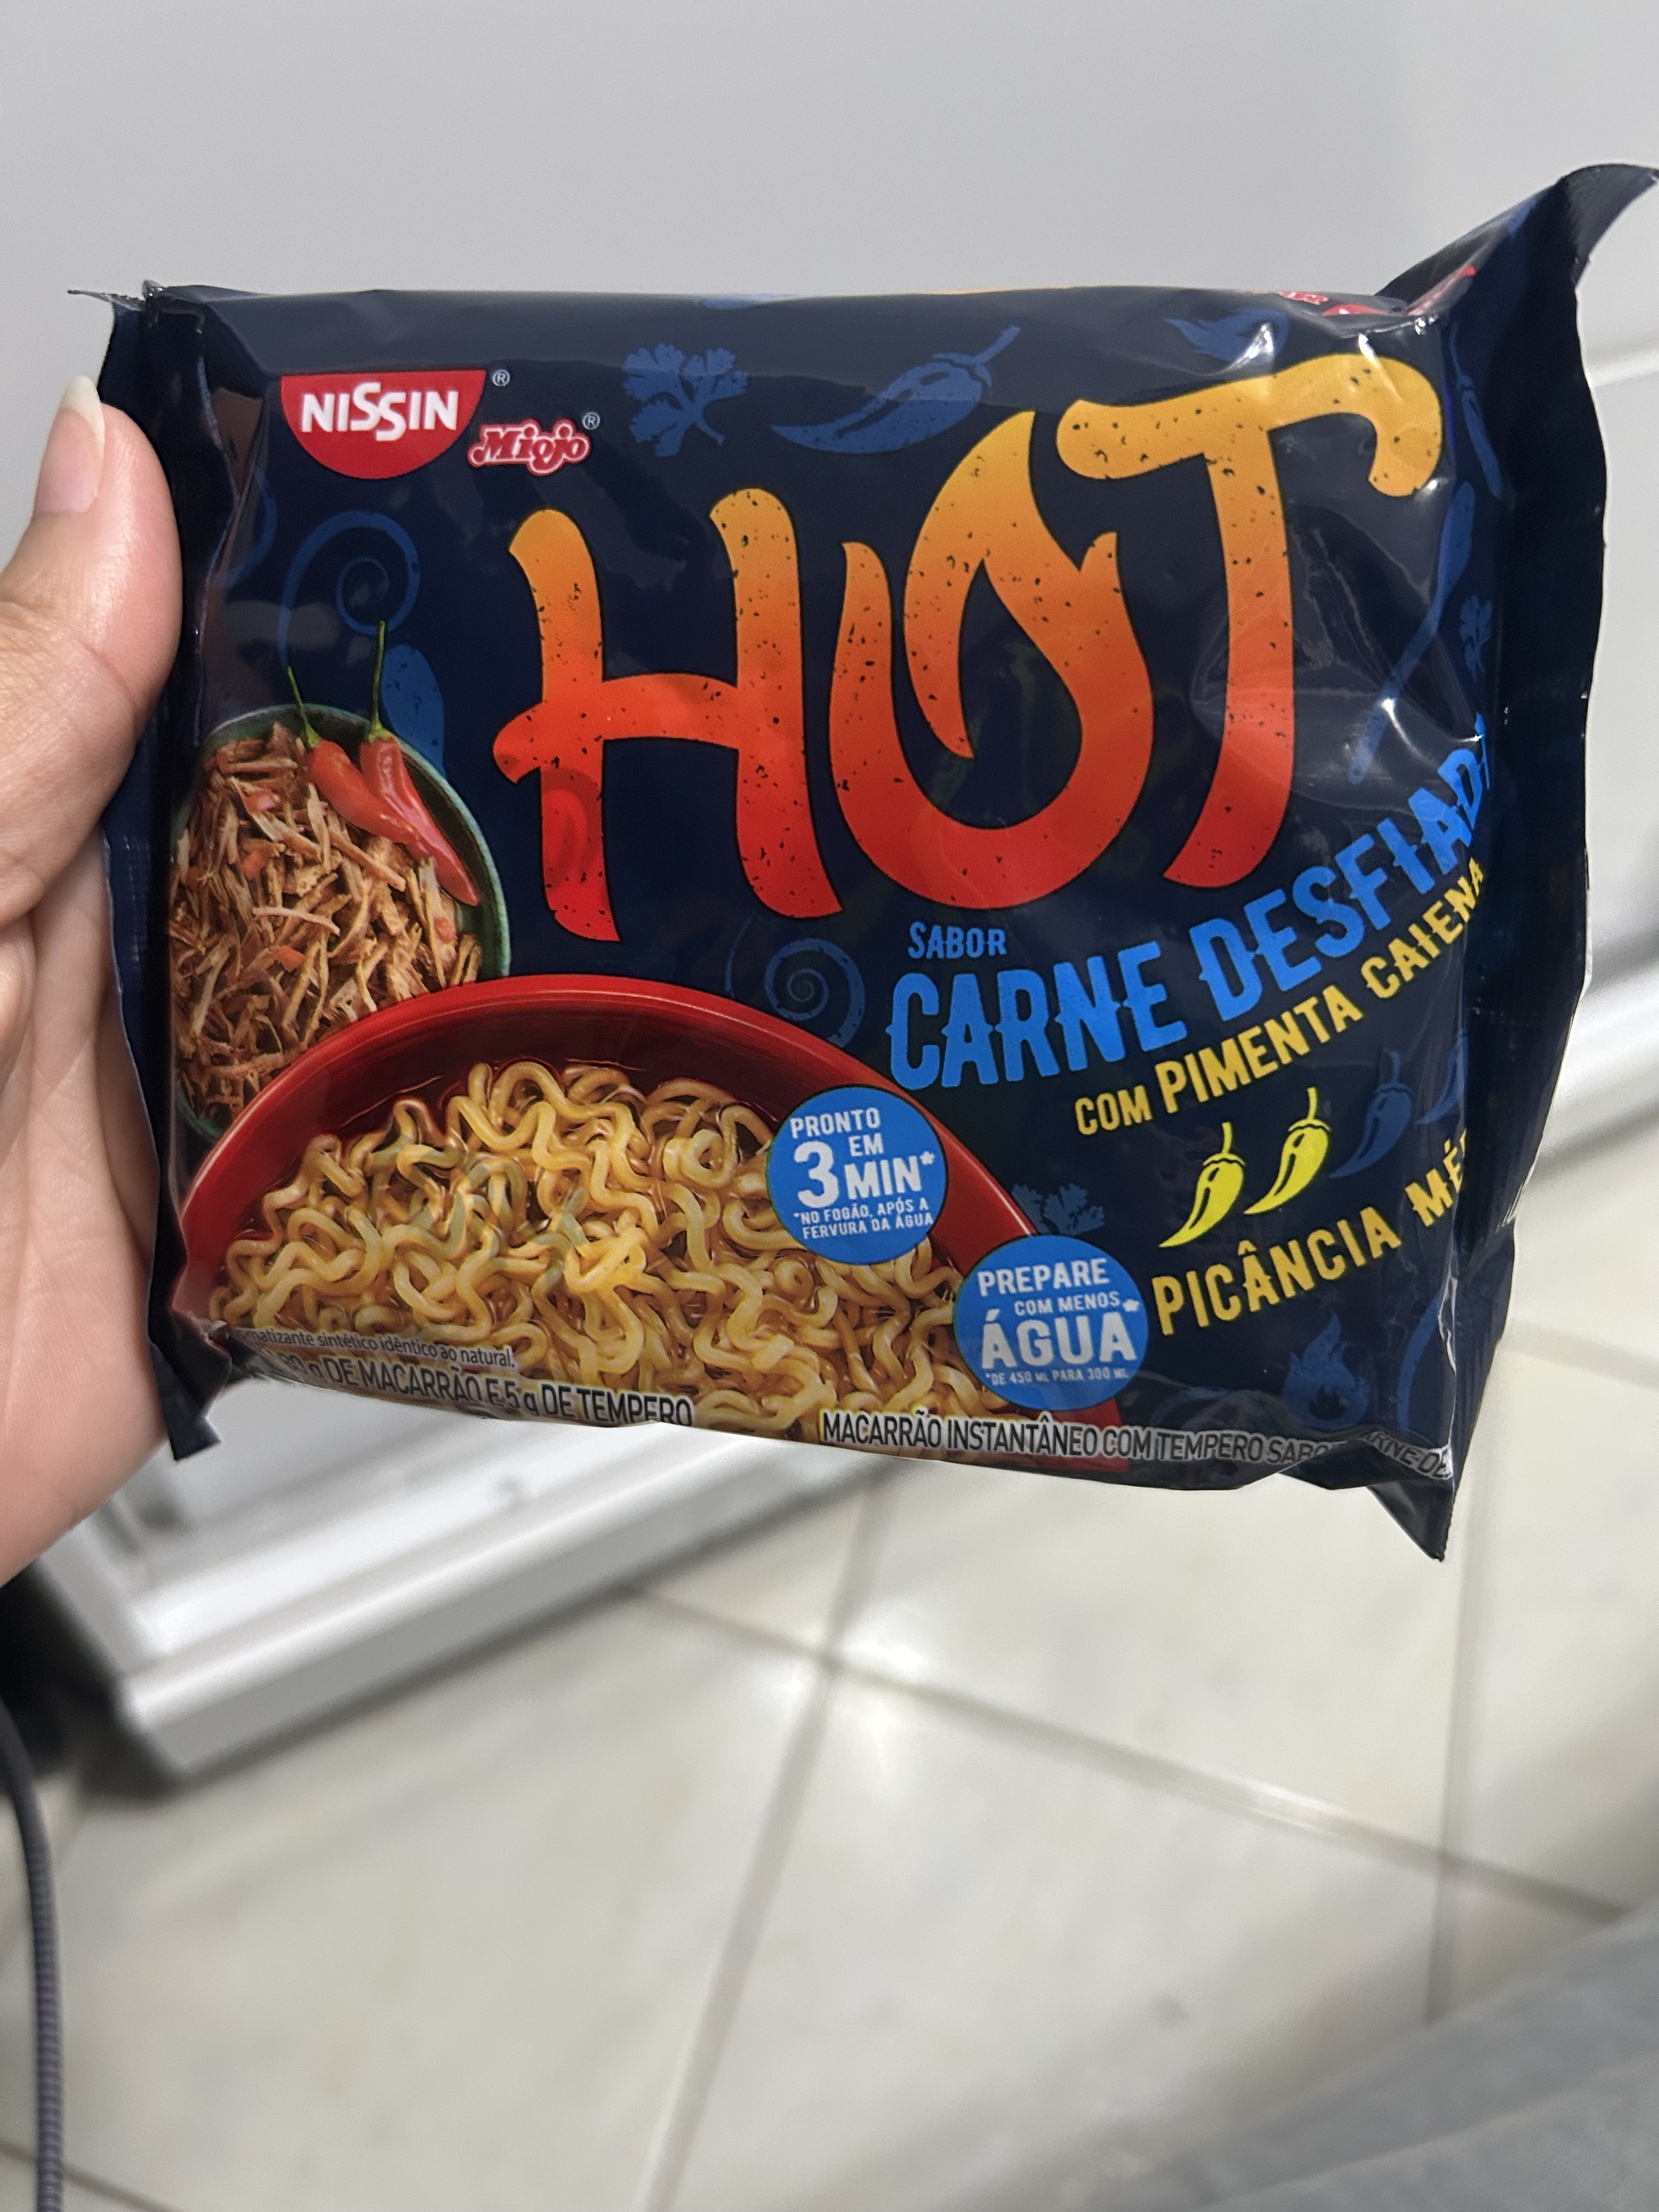 NISSIN ®
Miojo ®
HOT
SABOR
CARNE DESFIADA
COM PIMENTA CAIENA
PRONTO
EM
3 MIN*
*NO FOGÃO, APÓS A
FERVURA DA ÁGUA
PREPARE
COM MENOS*
ÁGUA
*DE 450 ML PARA 300 ML
PICÂNCIA
sintético idêntico ao natural.
g DE MACARRÃO E 5 g DE TEMPERO
MACARRÃO INSTANTÂNEO COM TEMPERO